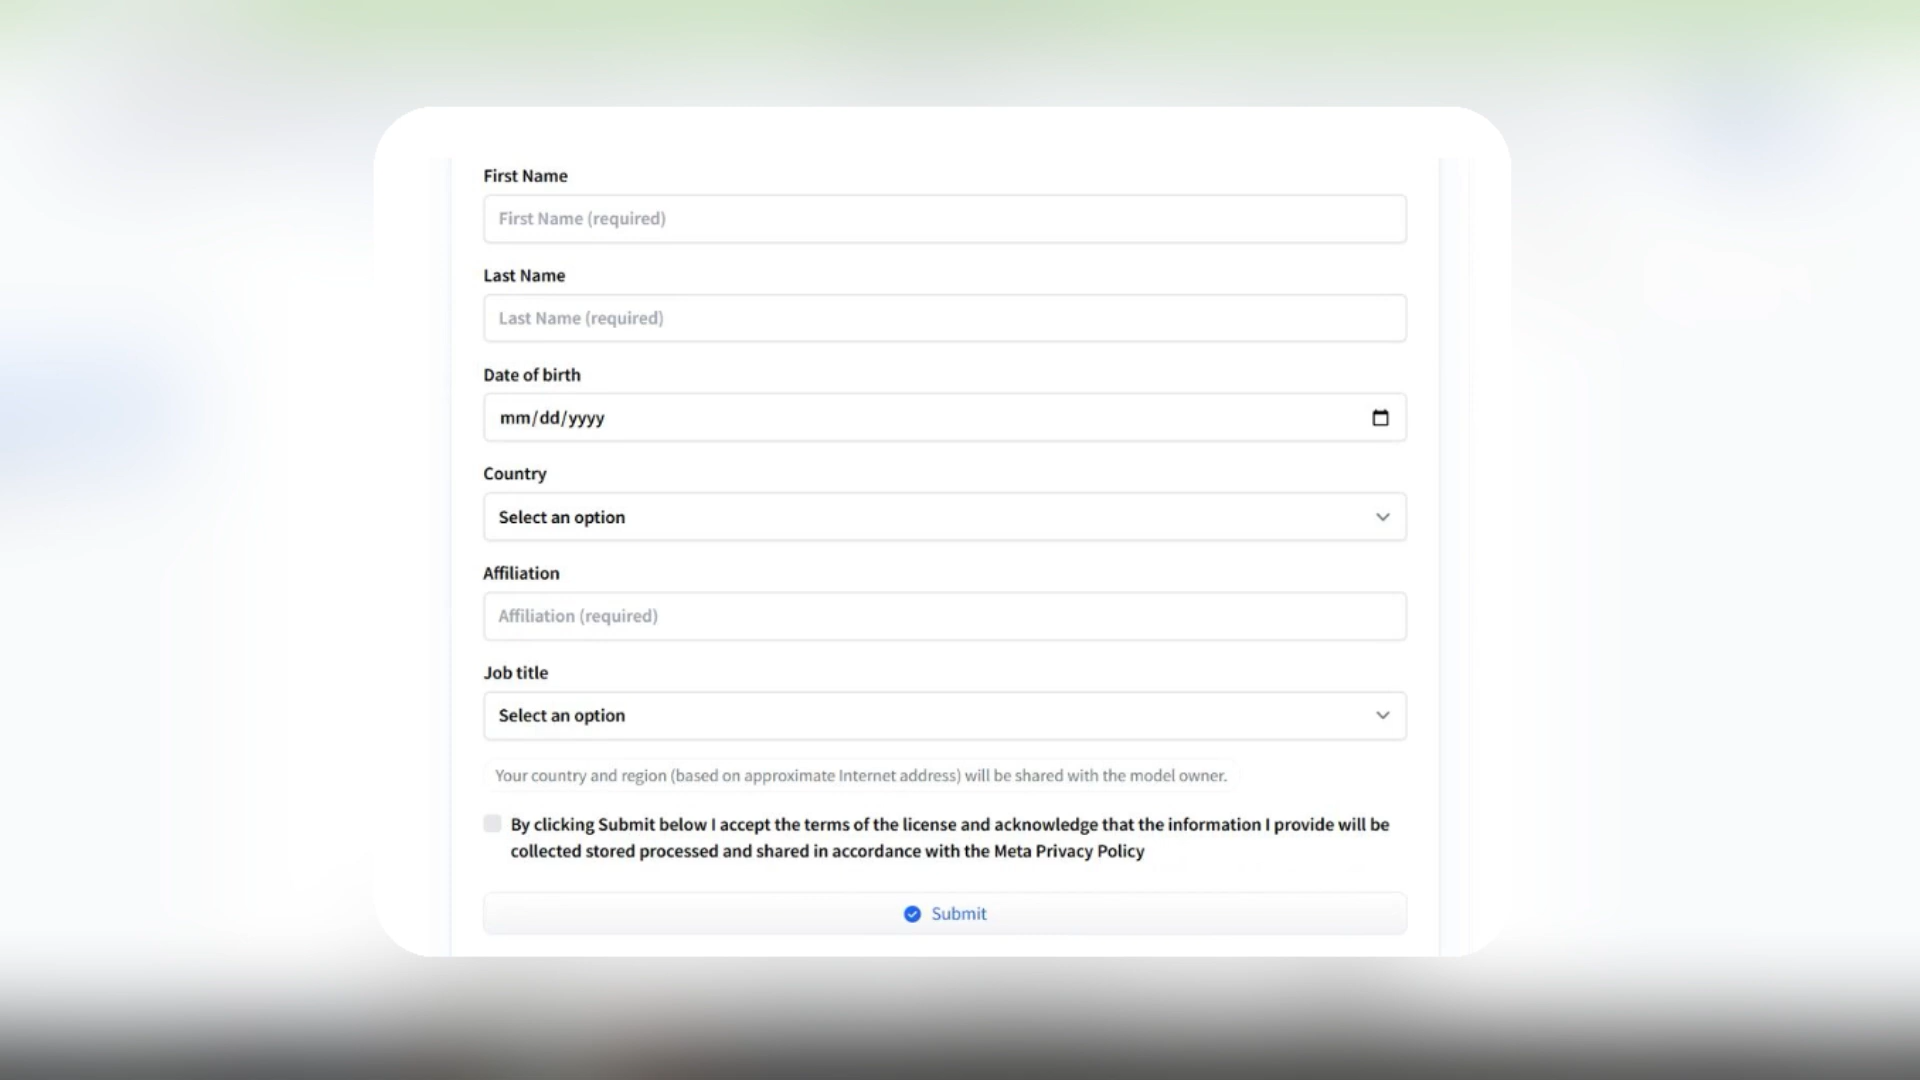 First Name
First Name (required)
Last Name
Last Name (required)
Date of birth
mm/dd/yyyy
Country
Select an option
Affiliation
Affiliation (required)
Job title
Select an option
Your country and region (based on approximate Internet address) will be shared with the model owner.
By clicking Submit below I accept the terms of the license and acknowledge that the information I provide will be
collected stored processed and shared in accordance with the Meta Privacy Policy
Submit